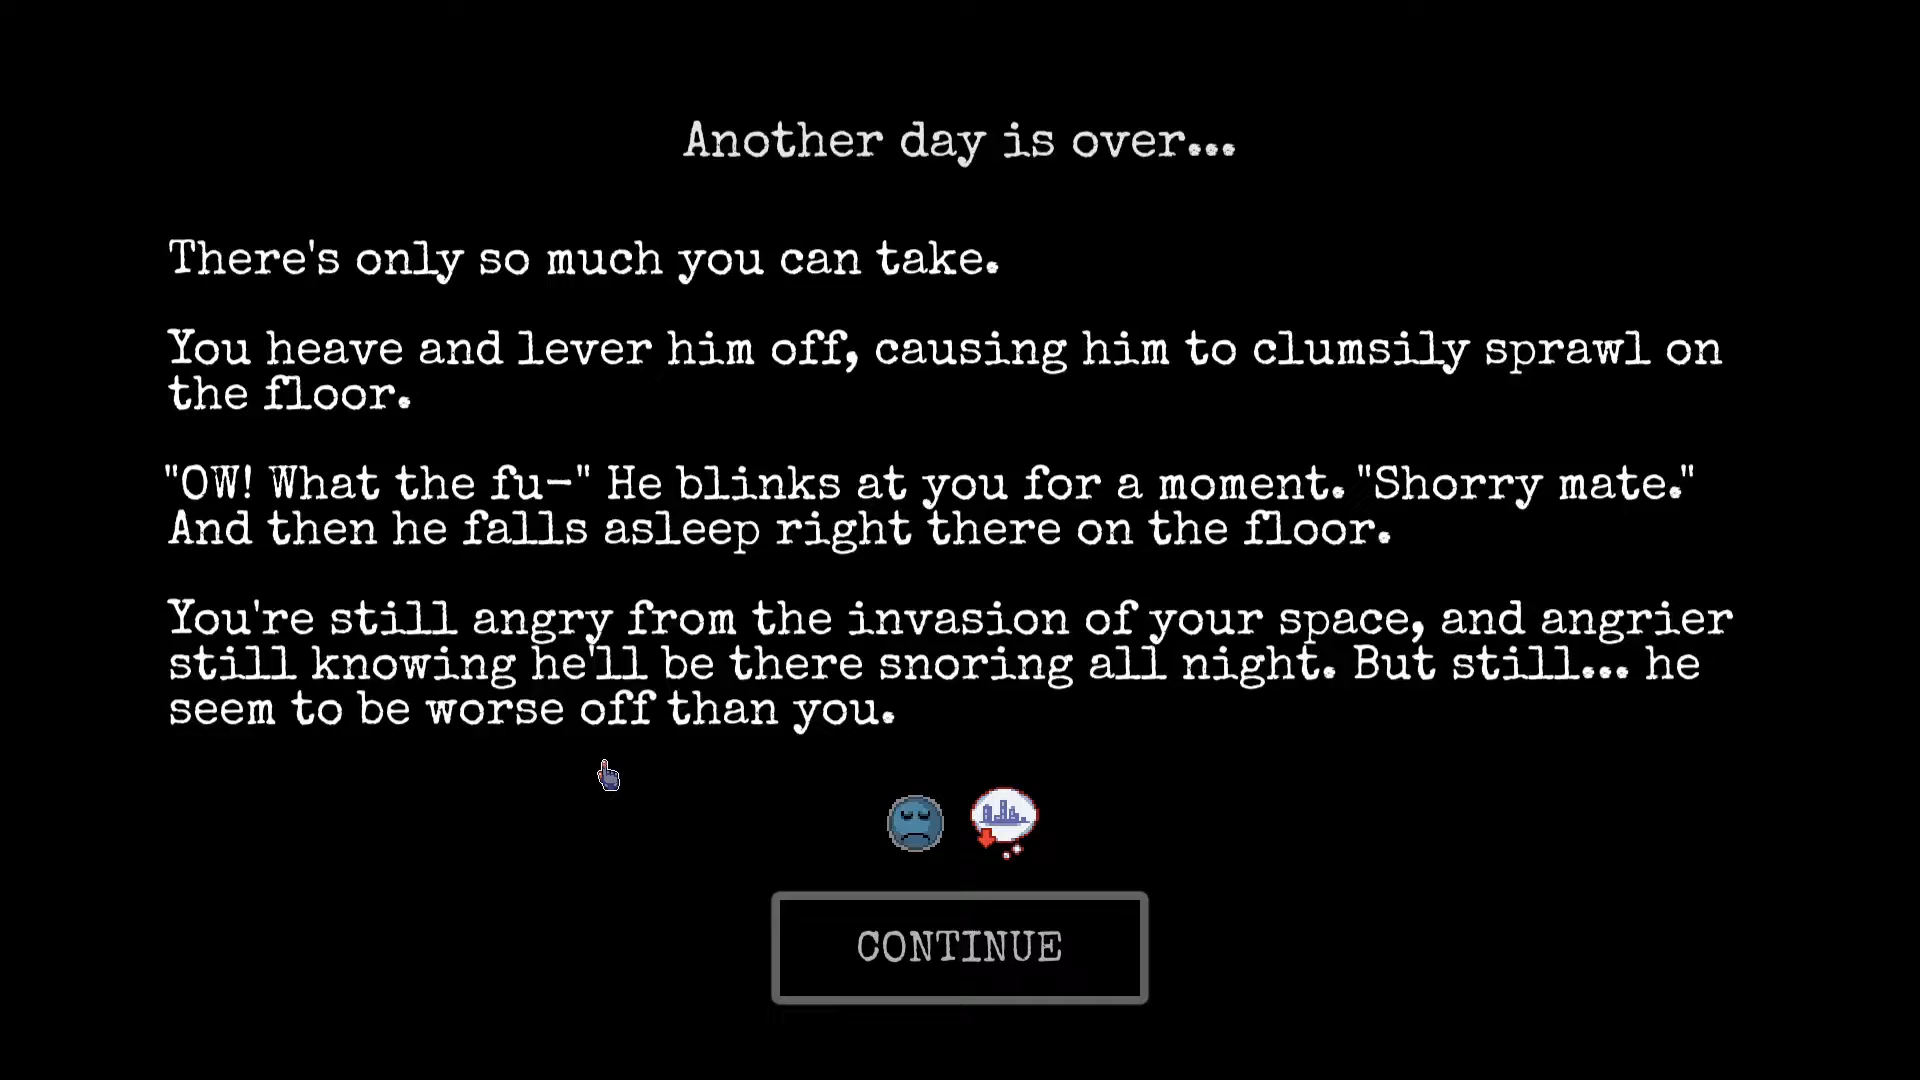 Another day is over...
There's only so much you can take.
You heave and lever him off, causing him to clumsily sprawl on
the floor.
"OW! What the fu-" He blinks at you for a moment. "Shorry mate."
And then he falls asleep right there on the floor.
You're still angry from the invasion of your space, and angrier
still knowing he'll be there snoring all night. But still... he
seem to be worse off than you.
CONTINUE